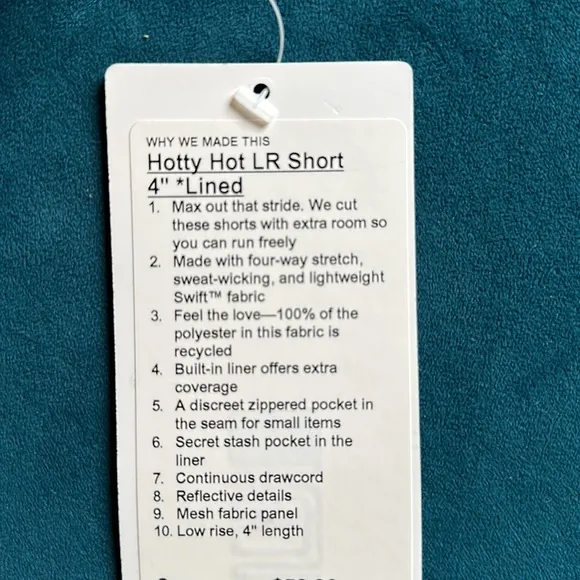 WHY WE MADE THIS
Hotty Hot LR Short
4" *Lined
1. Max out that stride. We cut
these shorts with extra room so
you can run freely
2. Made with four-way stretch,
sweat-wicking, and lightweight
Swift™ fabric
3. Feel the love—100% of the
polyester in this fabric is
recycled
4. Built-in liner offers extra
coverage
5. A discreet zippered pocket in
the seam for small items
6. Secret stash pocket in the
liner
7. Continuous drawcord
8. Reflective details
9. Mesh fabric panel
10. Low rise, 4" length